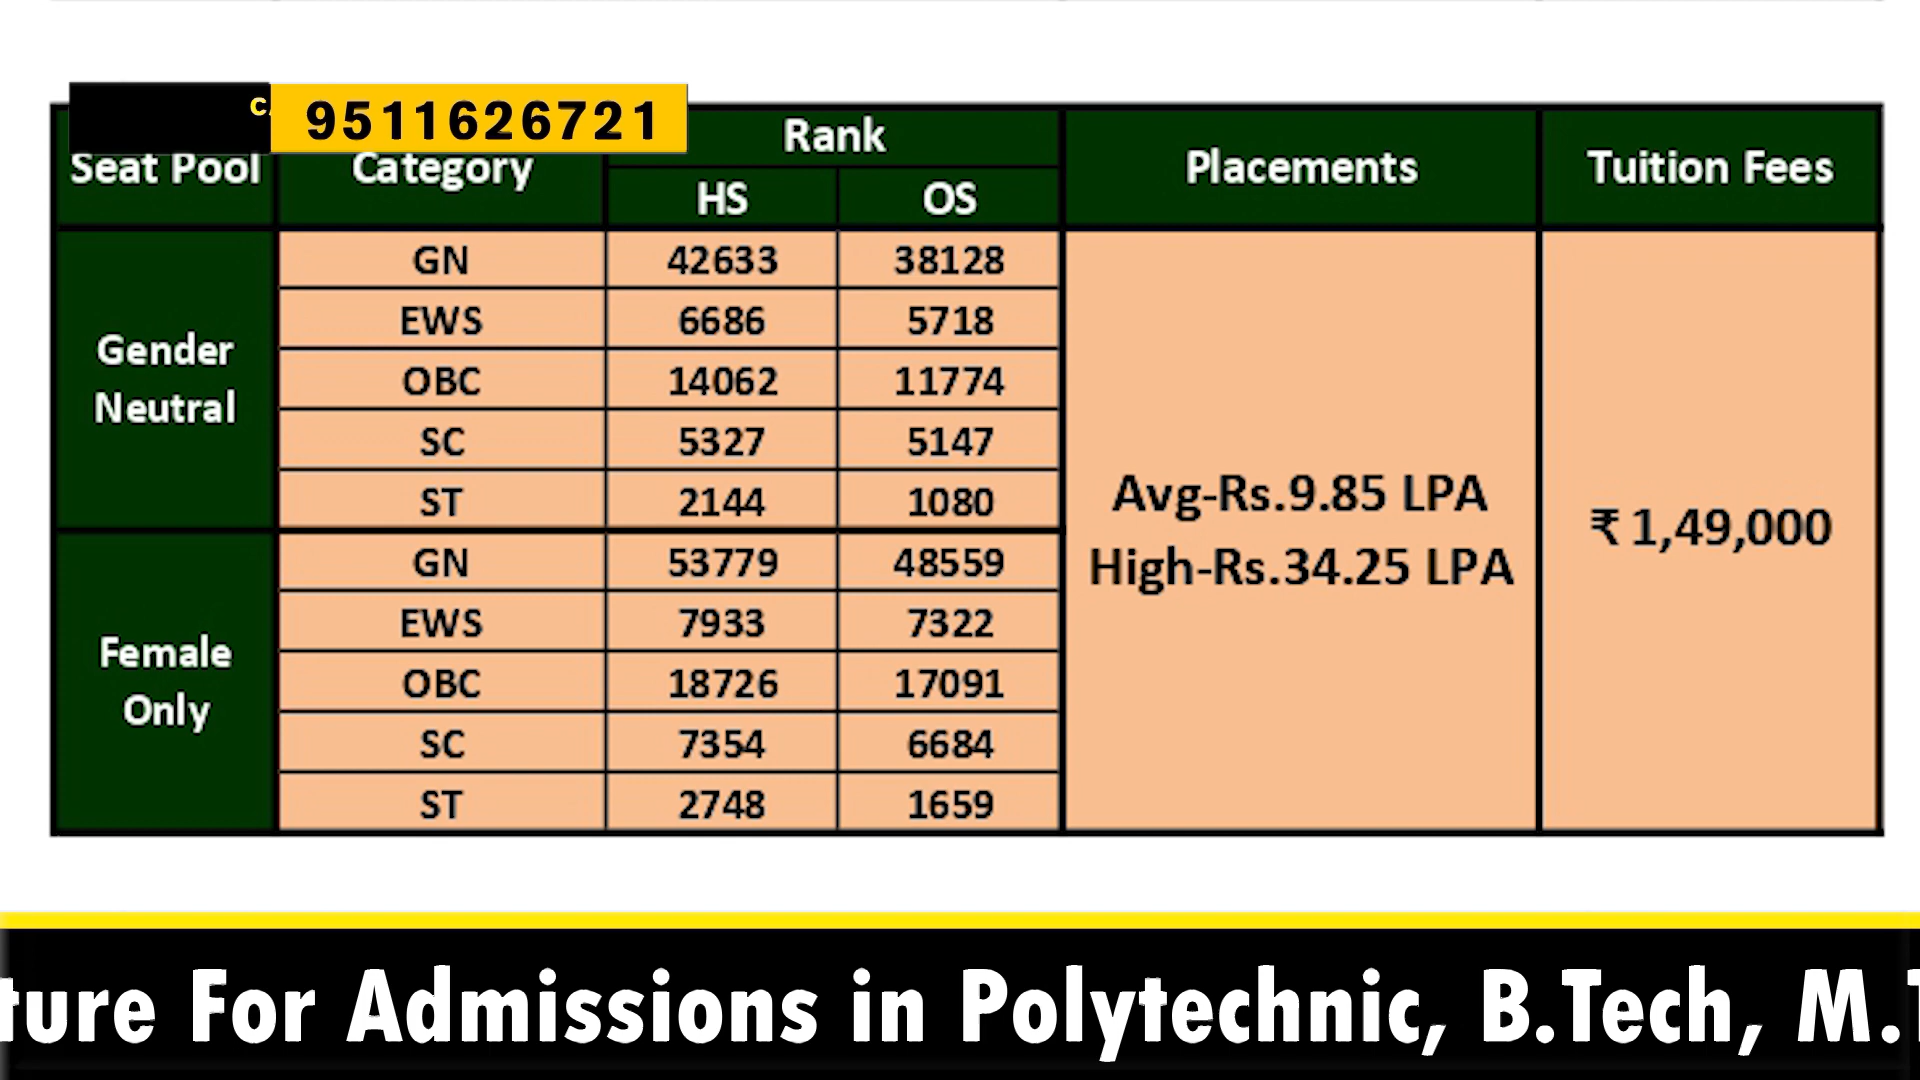 9511626721
Seat Pool Category Rank Placements Tuition Fees
HS OS
Gender Neutral
GN 42633 38128
EWS 6686 5718
OBC 14062 11774
SC 5327 5147
ST 2144 1080
Female Only
GN 53779 48559
EWS 7933 7322
OBC 18726 17091
SC 7354 6684
ST 2748 1659
Avg-Rs.9.85 LPA
High-Rs.34.25 LPA
₹ 1,49,000
ture For Admissions in Polytechnic, B.Tech, M.T